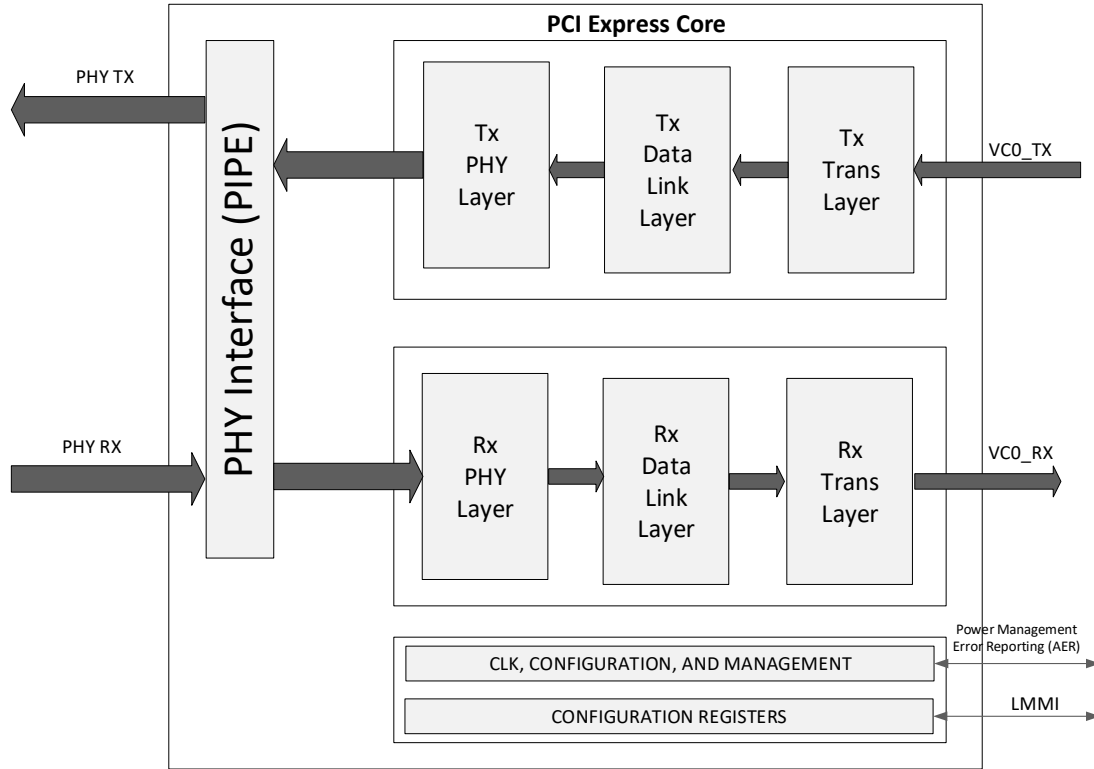 PCI Express Core
PHY TX
PHY Interface (PIPE)
Tx
PHY
Layer
Tx
Data
Link
Layer
Tx
Trans
Layer
VC0_TX
PHY RX
Rx
PHY
Layer
Rx
Data
Link
Layer
Rx
Trans
Layer
VC0_RX
CLK, CONFIGURATION, AND MANAGEMENT
Power Management
Error Reporting (AER)
CONFIGURATION REGISTERS
LMMI